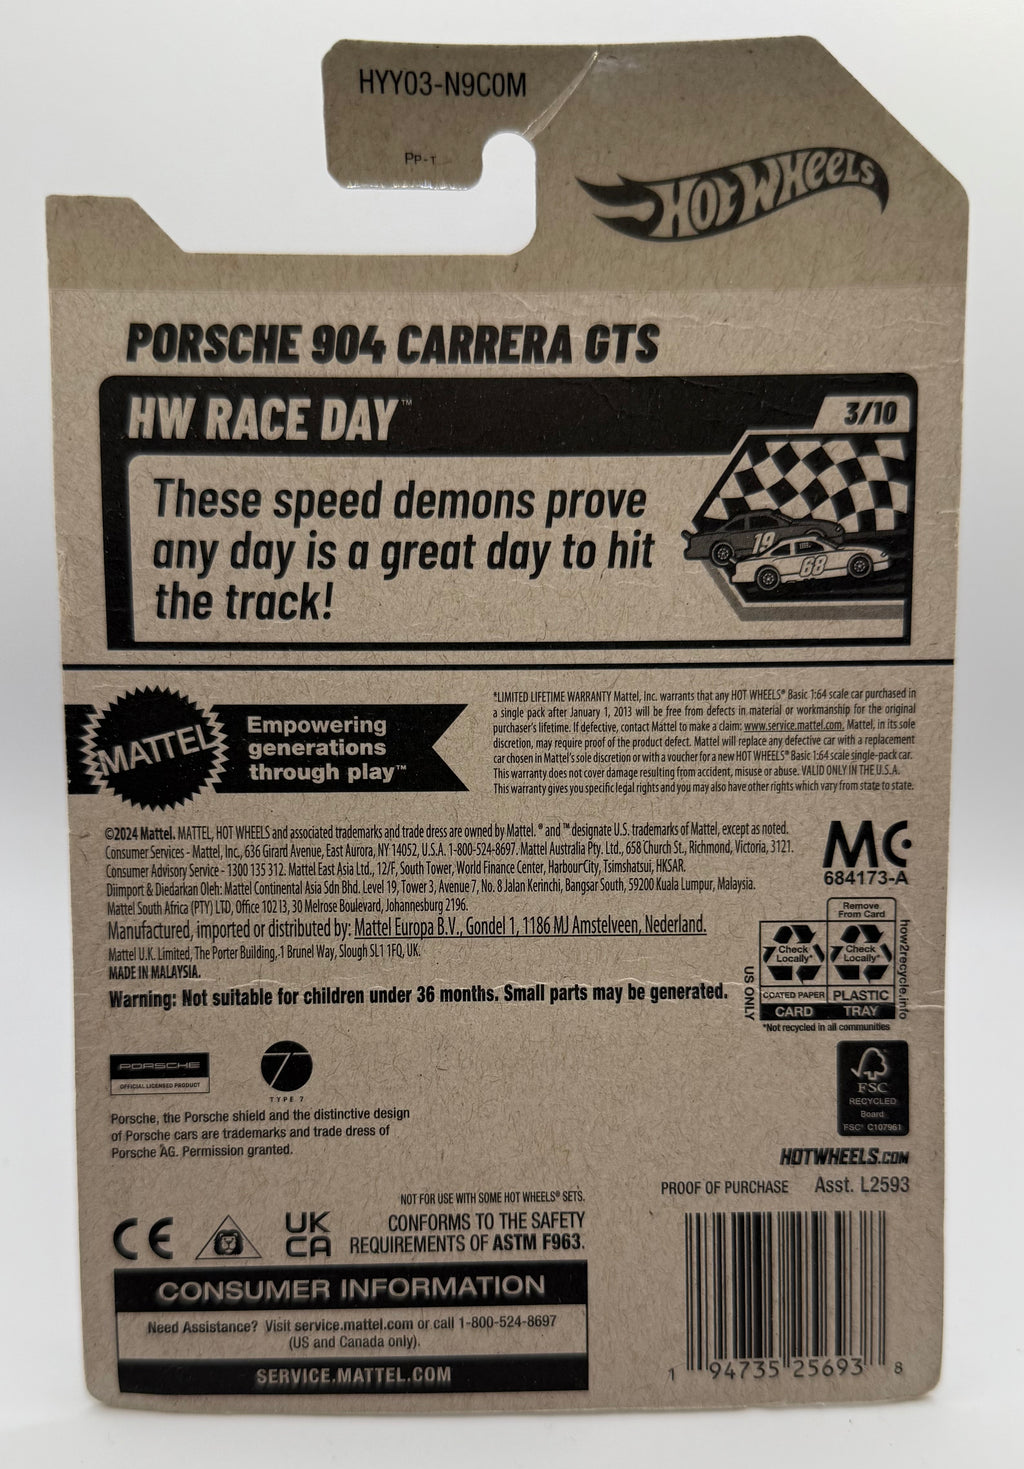 HYY03-N9C0M
PP-T
HOT WHEELS
PORSCHE 904 CARRERA GTS
HW RACE DAY™
3/10
These speed demons prove
any day is a great day to hit
the track!
19
68
MATTEL
Empowering
generations
through play™
*LIMITED LIFETIME WARRANTY Mattel, Inc. warrants that any HOT WHEELS® Basic 1:64 scale car purchased in
a single pack after January 1, 2013 will be free from defects in material or workmanship for the original
purchaser's lifetime. If defective, contact Mattel to make a claim: www.service.mattel.com. Mattel, in its sole
discretion, may require proof of the product defect. Mattel will replace any defective car with a replacement
car chosen in Mattel's sole discretion or with a voucher for a new HOT WHEELS® Basic 1:64 scale single-pack car.
This warranty does not cover damage resulting from accident, misuse or abuse. VALID ONLY IN THE U.S.A.
This warranty gives you specific legal rights and you may also have other rights which vary from state to state.
©2024 Mattel. MATTEL, HOT WHEELS and associated trademarks and trade dress are owned by Mattel. ® and ™ designate U.S. trademarks of Mattel, except as noted.
Consumer Services - Mattel, Inc., 636 Girard Avenue, East Aurora, NY 14052, U.S.A. 1-800-524-8697. Mattel Australia Pty. Ltd., 658 Church St., Richmond, Victoria, 3121.
Consumer Advisory Service - 1300 135 312. Mattel East Asia Ltd., 12/F, South Tower, World Finance Center, Harbour City, Tsimshatsui, HKSAR.
Diimport & Diedarkan Oleh: Mattel Continental Asia Sdn Bhd. Level 19, Tower 3, Avenue 7, No. 8 Jalan Kerinchi, Bangsar South, 59200 Kuala Lumpur, Malaysia.
Mattel South Africa (PTY) LTD, Office 102 I3, 30 Melrose Boulevard, Johannesburg 2196.
Manufactured, imported or distributed by: Mattel Europa B.V., Gondel 1, 1186 MJ Amstelveen, Nederland.
Mattel U.K. Limited, The Porter Building, 1 Brunel Way, Slough SL1 1FQ, UK.
MADE IN MALAYSIA.
Warning: Not suitable for children under 36 months. Small parts may be generated.
MC
684173-A
Remove
From Card
Check
Locally*
Check
Locally*
COATED PAPER
PLASTIC
CARD
TRAY
US ONLY
how2recycle.info
*Not recycled in all communities
PORSCHE
OFFICIAL LICENSED PRODUCT
7
TYPE 7
Porsche, the Porsche shield and the distinctive design
of Porsche cars are trademarks and trade dress of
Porsche AG. Permission granted.
FSC
RECYCLED
Board
FSC® C107961
HOTWHEELS.COM
PROOF OF PURCHASE Asst. L2593
NOT FOR USE WITH SOME HOT WHEELS® SETS.
CE
UK
CA
CONFORMS TO THE SAFETY
REQUIREMENTS OF ASTM F963.
CONSUMER INFORMATION
Need Assistance? Visit service.mattel.com or call 1-800-524-8697
(US and Canada only).
SERVICE.MATTEL.COM
1 94735 25693 8